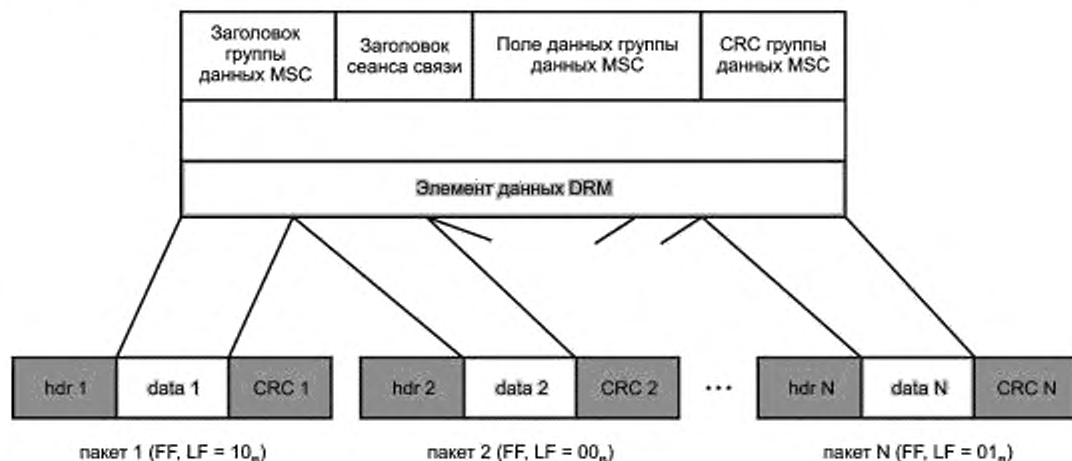 Заголовок
группы
данных MSC
Заголовок
сеанса связи
Поле данных группы
данных MSC
CRC группы
данных MSC
Элемент данных DRM
hdr 1
data 1
CRC 1
hdr 2
data 2
CRC 2
...
hdr N
data N
CRC N
пакет 1 (FF, LF = 10в)
пакет 2 (FF, LF = 00в)
пакет N (FF, LF = 01в)